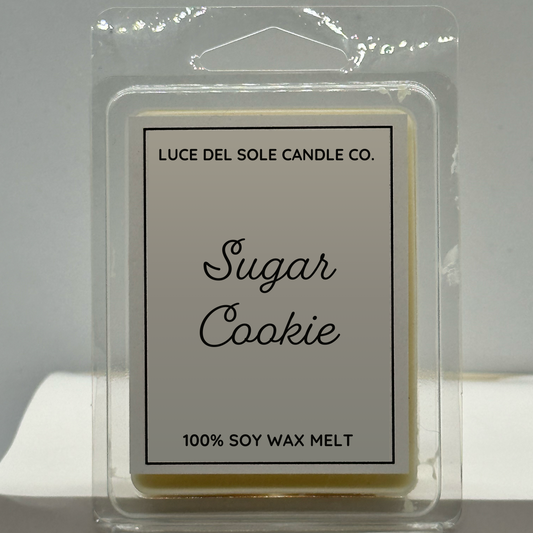 LUCE DEL SOLE CANDLE CO.
Sugar
Cookie
100% SOY WAX MELT